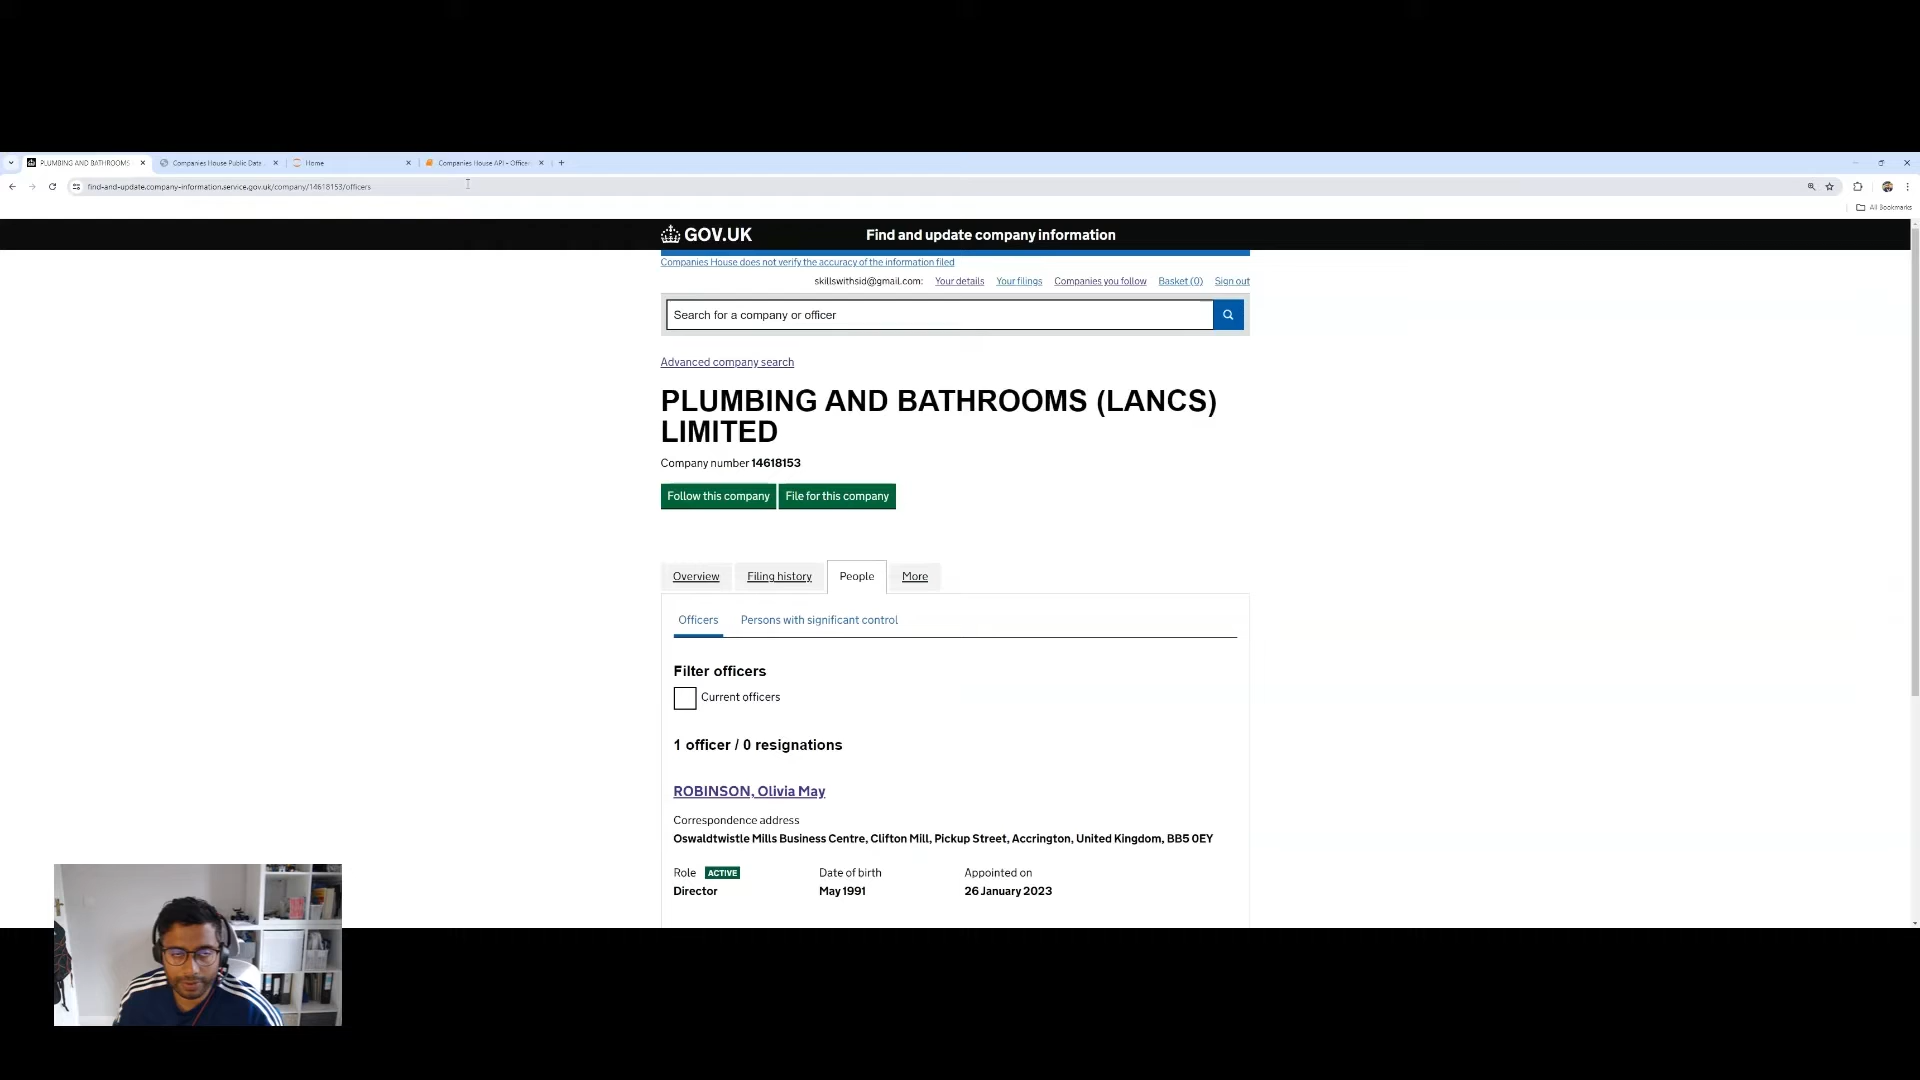 PLUMBING AND BATHROOMS
Companies House Public Data
Home
Companies House API - Officer
find-and-update.company-information.service.gov.uk/company/14618153/officers
All Bookmarks
GOV.UK
Find and update company information
Companies House does not verify the accuracy of the information filed
skillswithsid@gmail.com: Your details Your filings Companies you follow Basket (0) Sign out
Search for a company or officer
Advanced company search
PLUMBING AND BATHROOMS (LANCS)
LIMITED
Company number 14618153
Follow this company File for this company
Overview Filing history People More
Officers Persons with significant control
Filter officers
Current officers
1 officer / 0 resignations
ROBINSON, Olivia May
Correspondence address
Oswaldtwistle Mills Business Centre, Clifton Mill, Pickup Street, Accrington, United Kingdom, BB5 0EY
Role ACTIVE Date of birth Appointed on
Director May 1991 26 January 2023